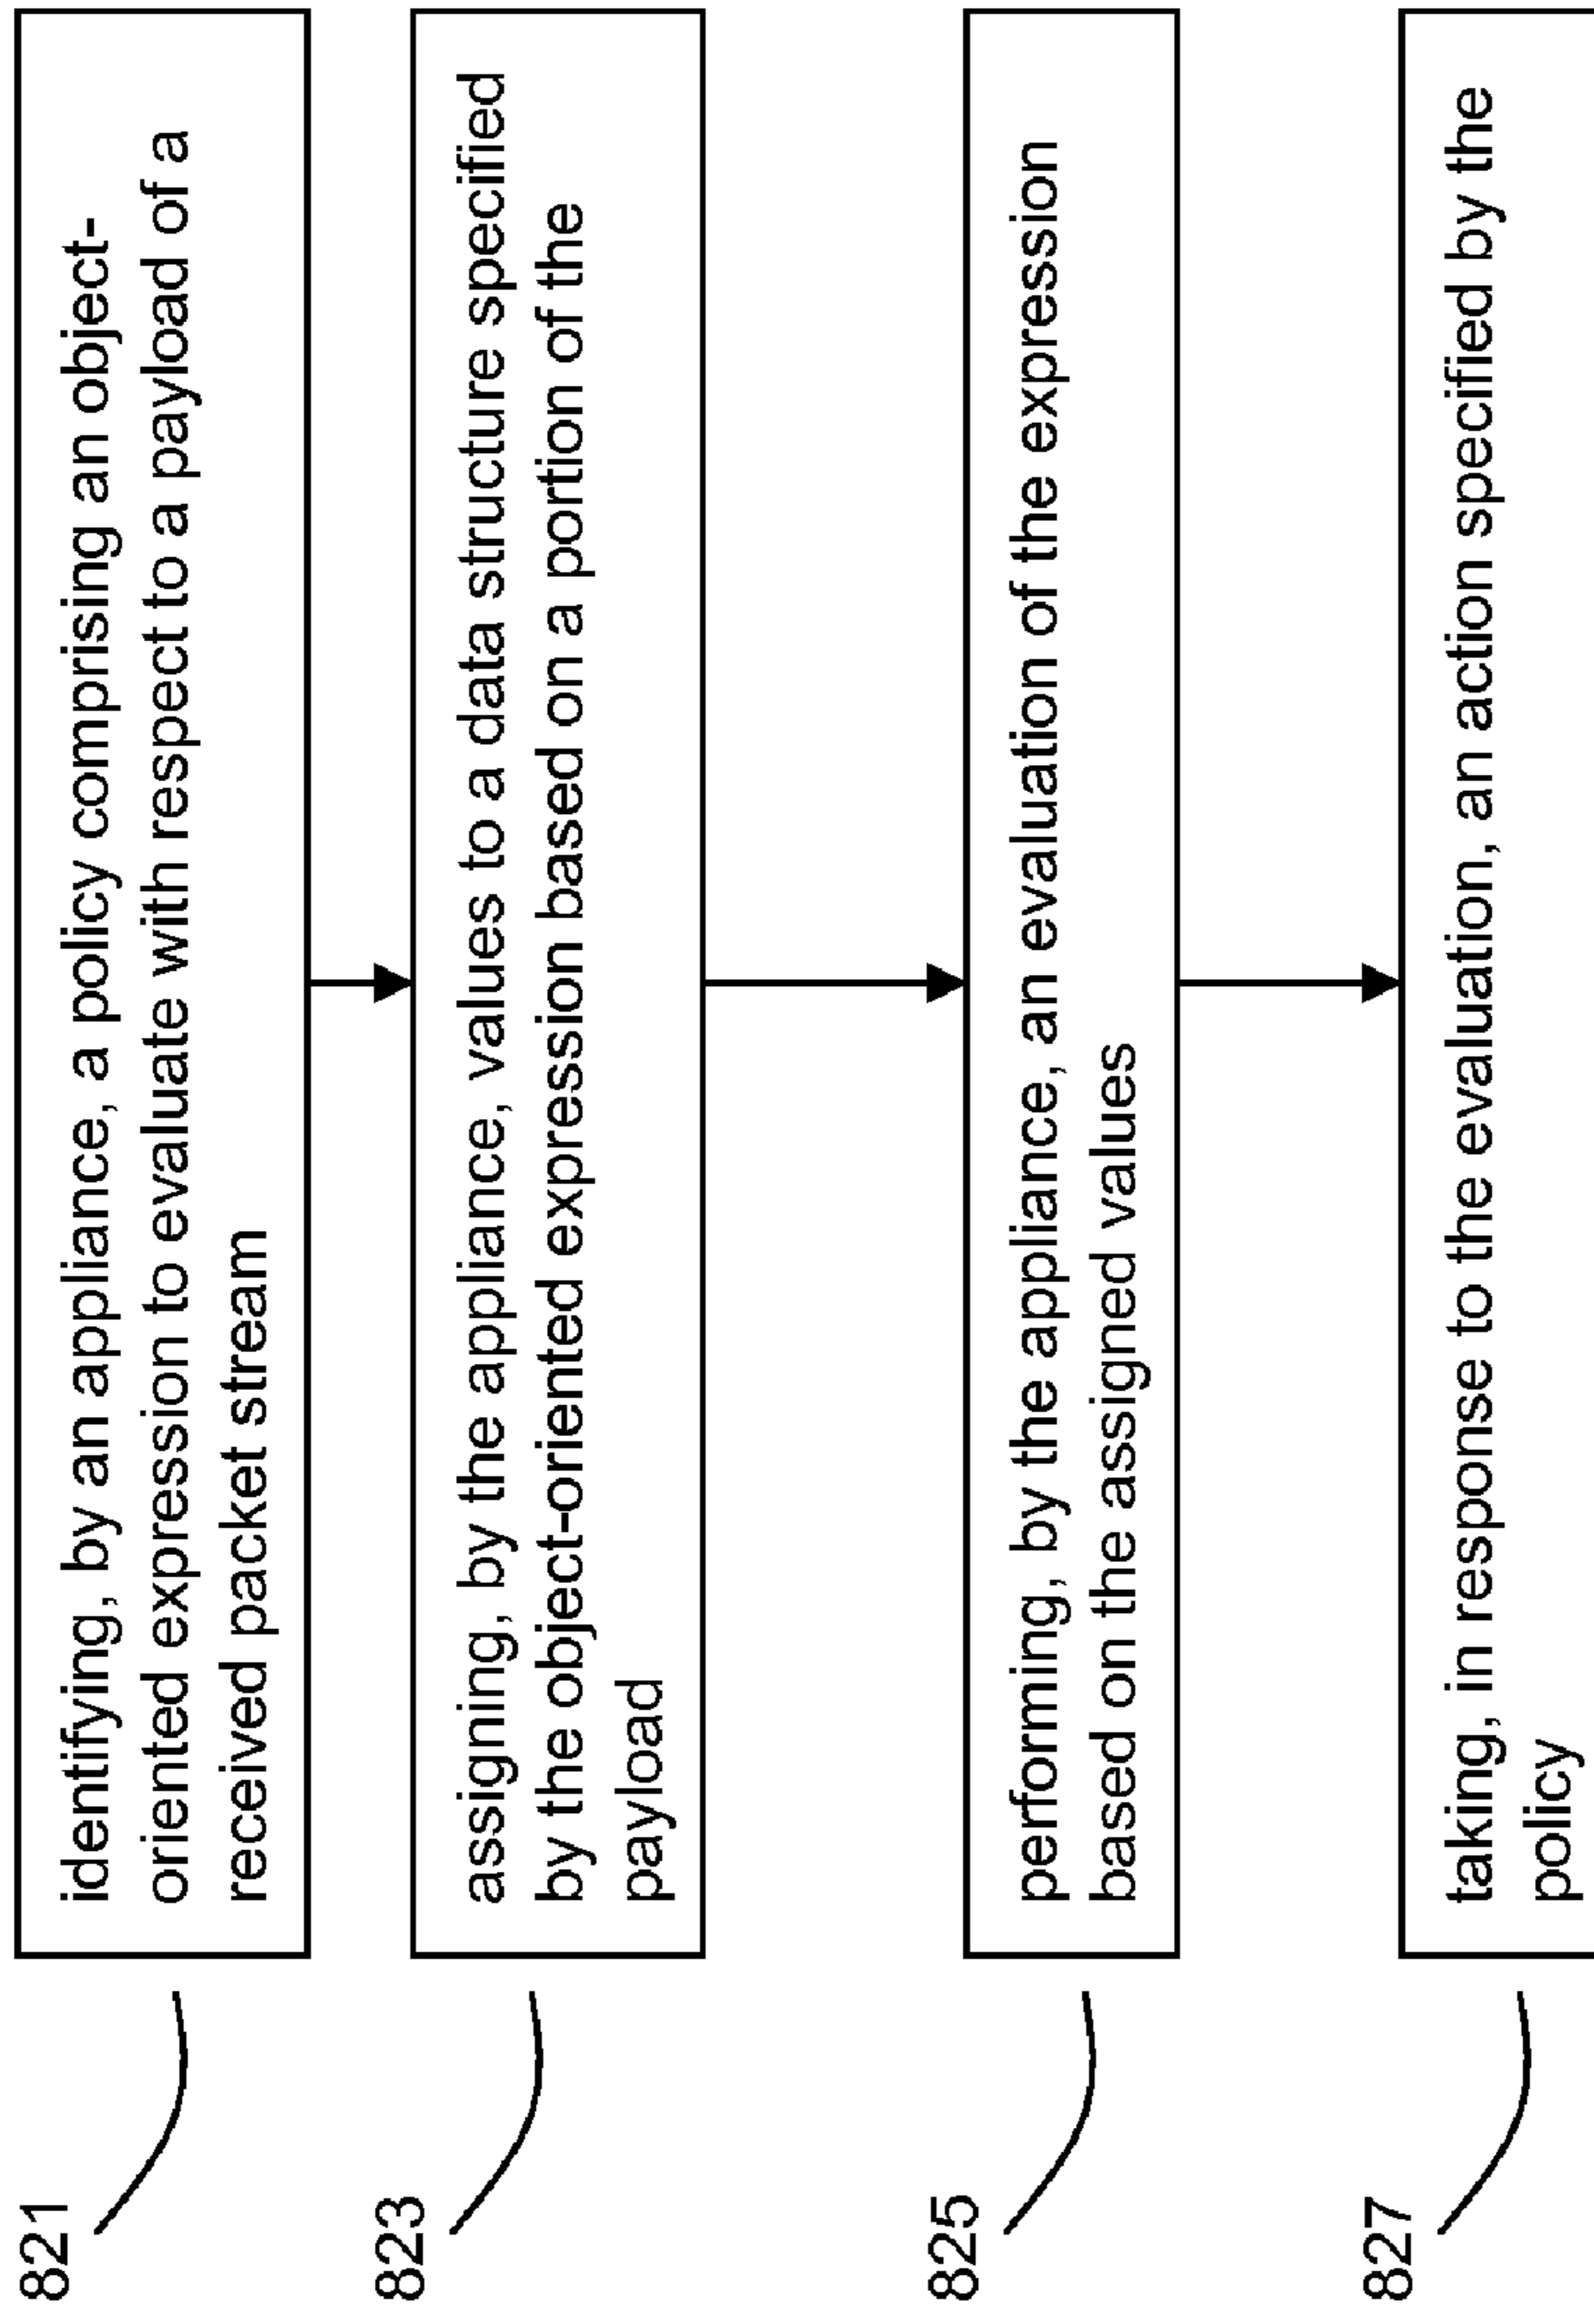 821
identifying, by an appliance, a policy comprising an object-
oriented expression to evaluate with respect to a payload of a
received packet stream
823
assigning, by the appliance, values to a data structure specified
by the object-oriented expression based on a portion of the
payload
825
performing, by the appliance, an evaluation of the expression
based on the assigned values
827
taking, in response to the evaluation, an action specified by the
policy